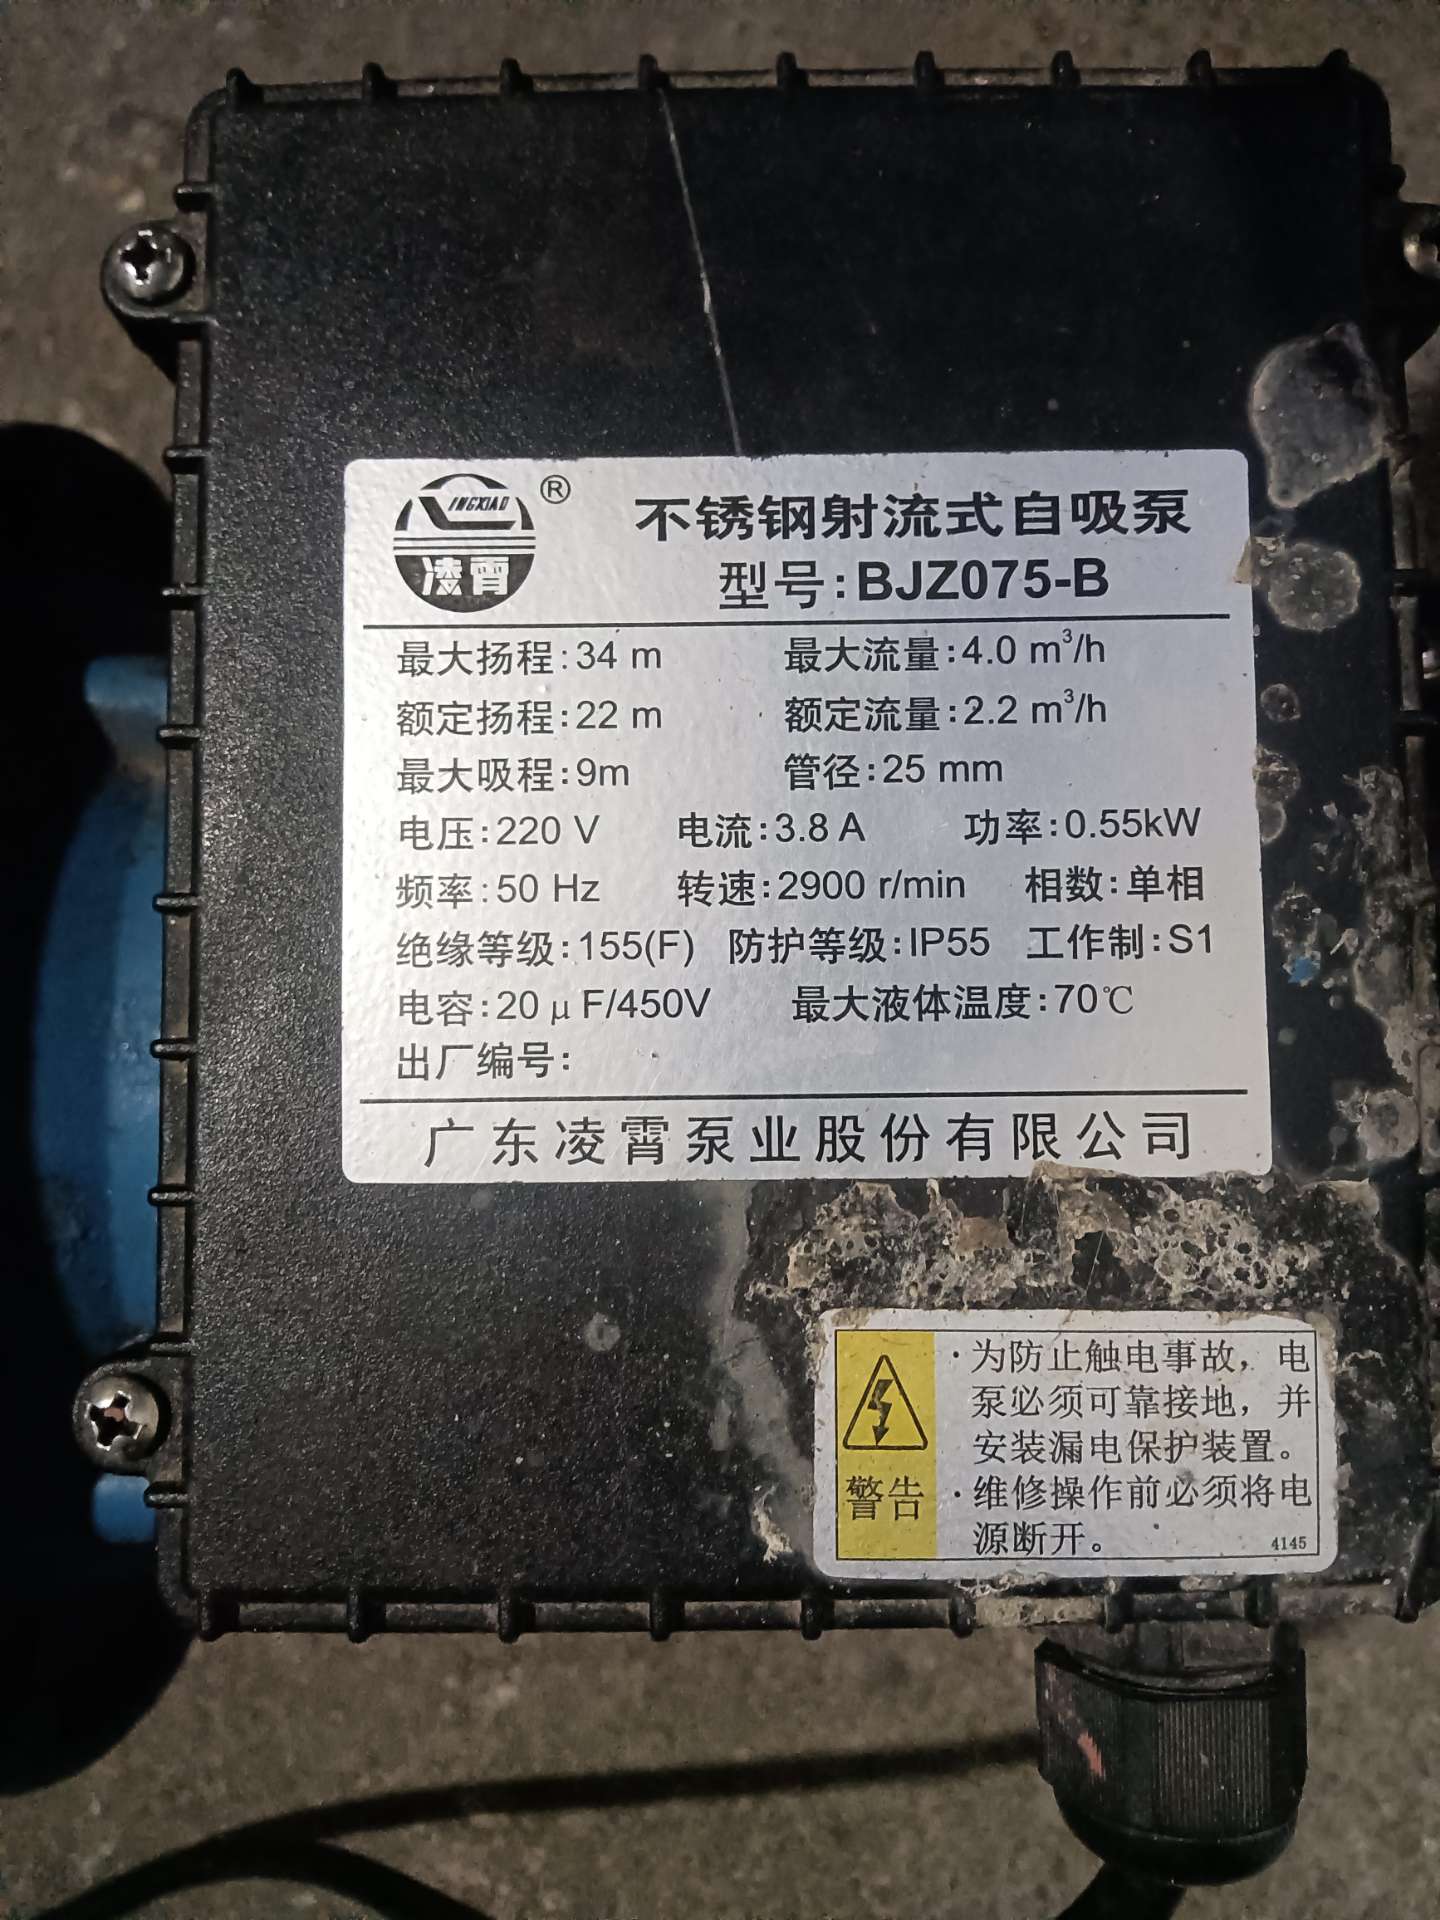 LINGXIAO ®
凌霄
不锈钢射流式自吸泵
型号:BJZ075-B
最大扬程:34 m 最大流量:4.0 m³/h
额定扬程:22 m 额定流量:2.2 m³/h
最大吸程:9m 管径:25 mm
电压:220 V 电流:3.8 A 功率:0.55kW
频率:50 Hz 转速:2900 r/min 相数:单相
绝缘等级:155(F) 防护等级:IP55 工作制:S1
电容:20 μ F/450V 最大液体温度:70℃
出厂编号:
广东凌霄泵业股份有限公司
警告
·为防止触电事故，电
泵必须可靠接地，并
安装漏电保护装置。
·维修操作前必须将电
源断开。
4145